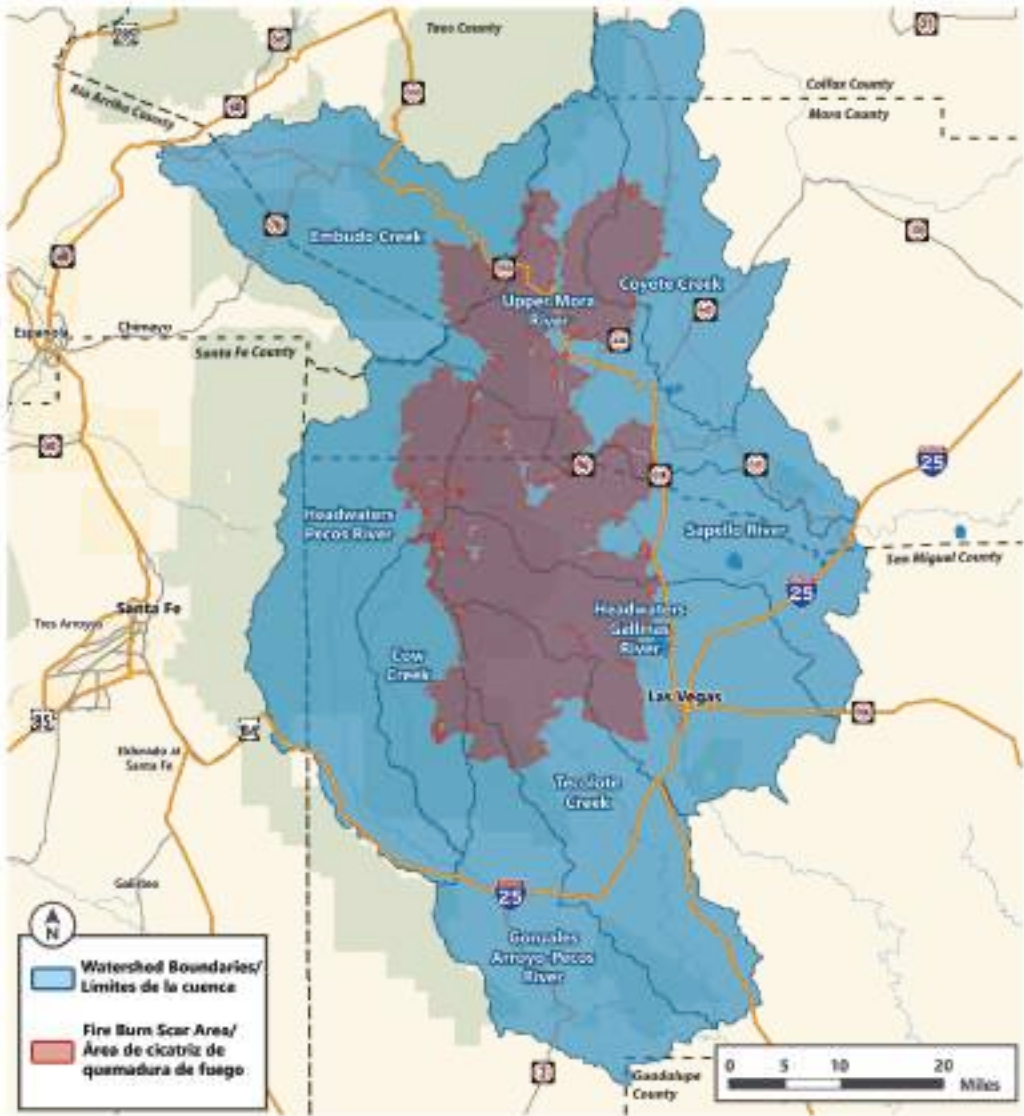 Taos County
Colfax County
Mora County
Rio Arriba County
Embudo Creek
Coyote Creek
Upper Mora
River
Española
Chimayo
Santa Fe County
25
Headwaters
Pecos River
Sapello River
San Miguel County
25
Santa Fe
Tres Arroyos
Headwaters
Gallinas
River
Cow
Creek
Las Vegas
85
84
Eldorado at
Santa Fe
Tecolote
Creek
Galisteo
25
Gonzales
Arroyo-Pecos
River
N
Watershed Boundaries/
Límites de la cuenca
Fire Burn Scar Area/
Área de cicatriz de
quemadura de fuego
Guadalupe
County
0 5 10 20
Miles